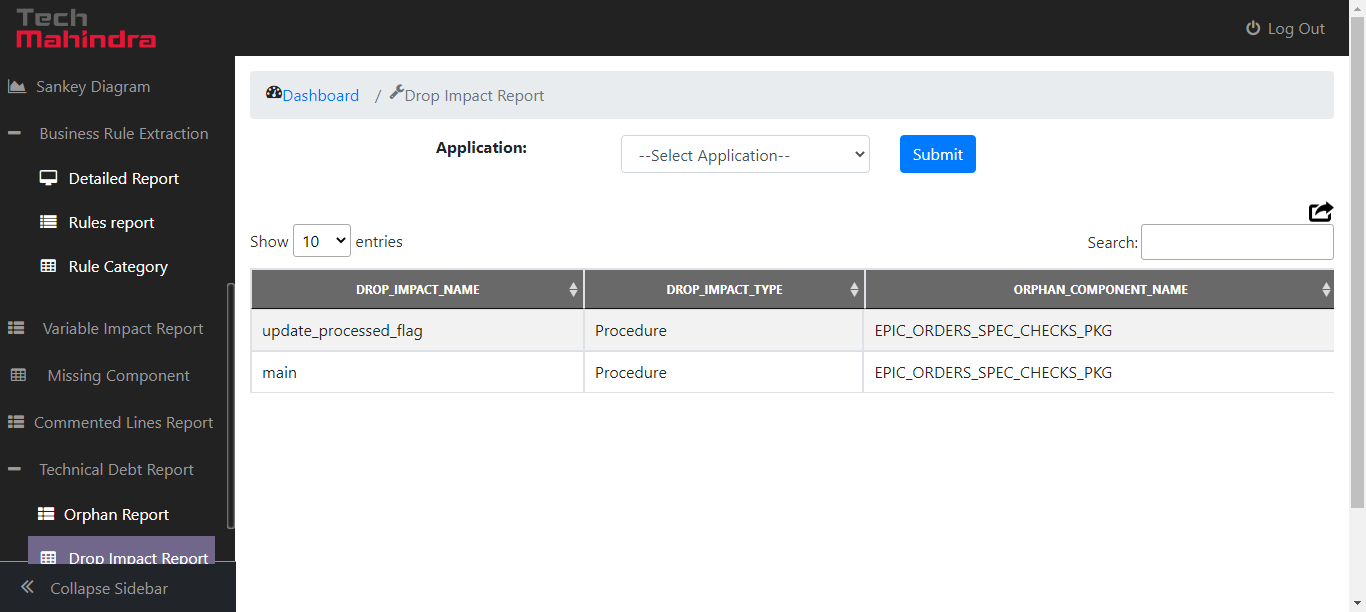 Tech
Mahindra
Log Out
Sankey Diagram
Business Rule Extraction
Detailed Report
Rules report
Rule Category
Variable Impact Report
Missing Component
Commented Lines Report
Technical Debt Report
Orphan Report
Drop Impact Report
Collapse Sidebar
Dashboard / Drop Impact Report
Application: --Select Application-- Submit
Show 10 entries Search:
DROP_IMPACT_NAME DROP_IMPACT_TYPE ORPHAN_COMPONENT_NAME
update_processed_flag Procedure EPIC_ORDERS_SPEC_CHECKS_PKG
main Procedure EPIC_ORDERS_SPEC_CHECKS_PKG